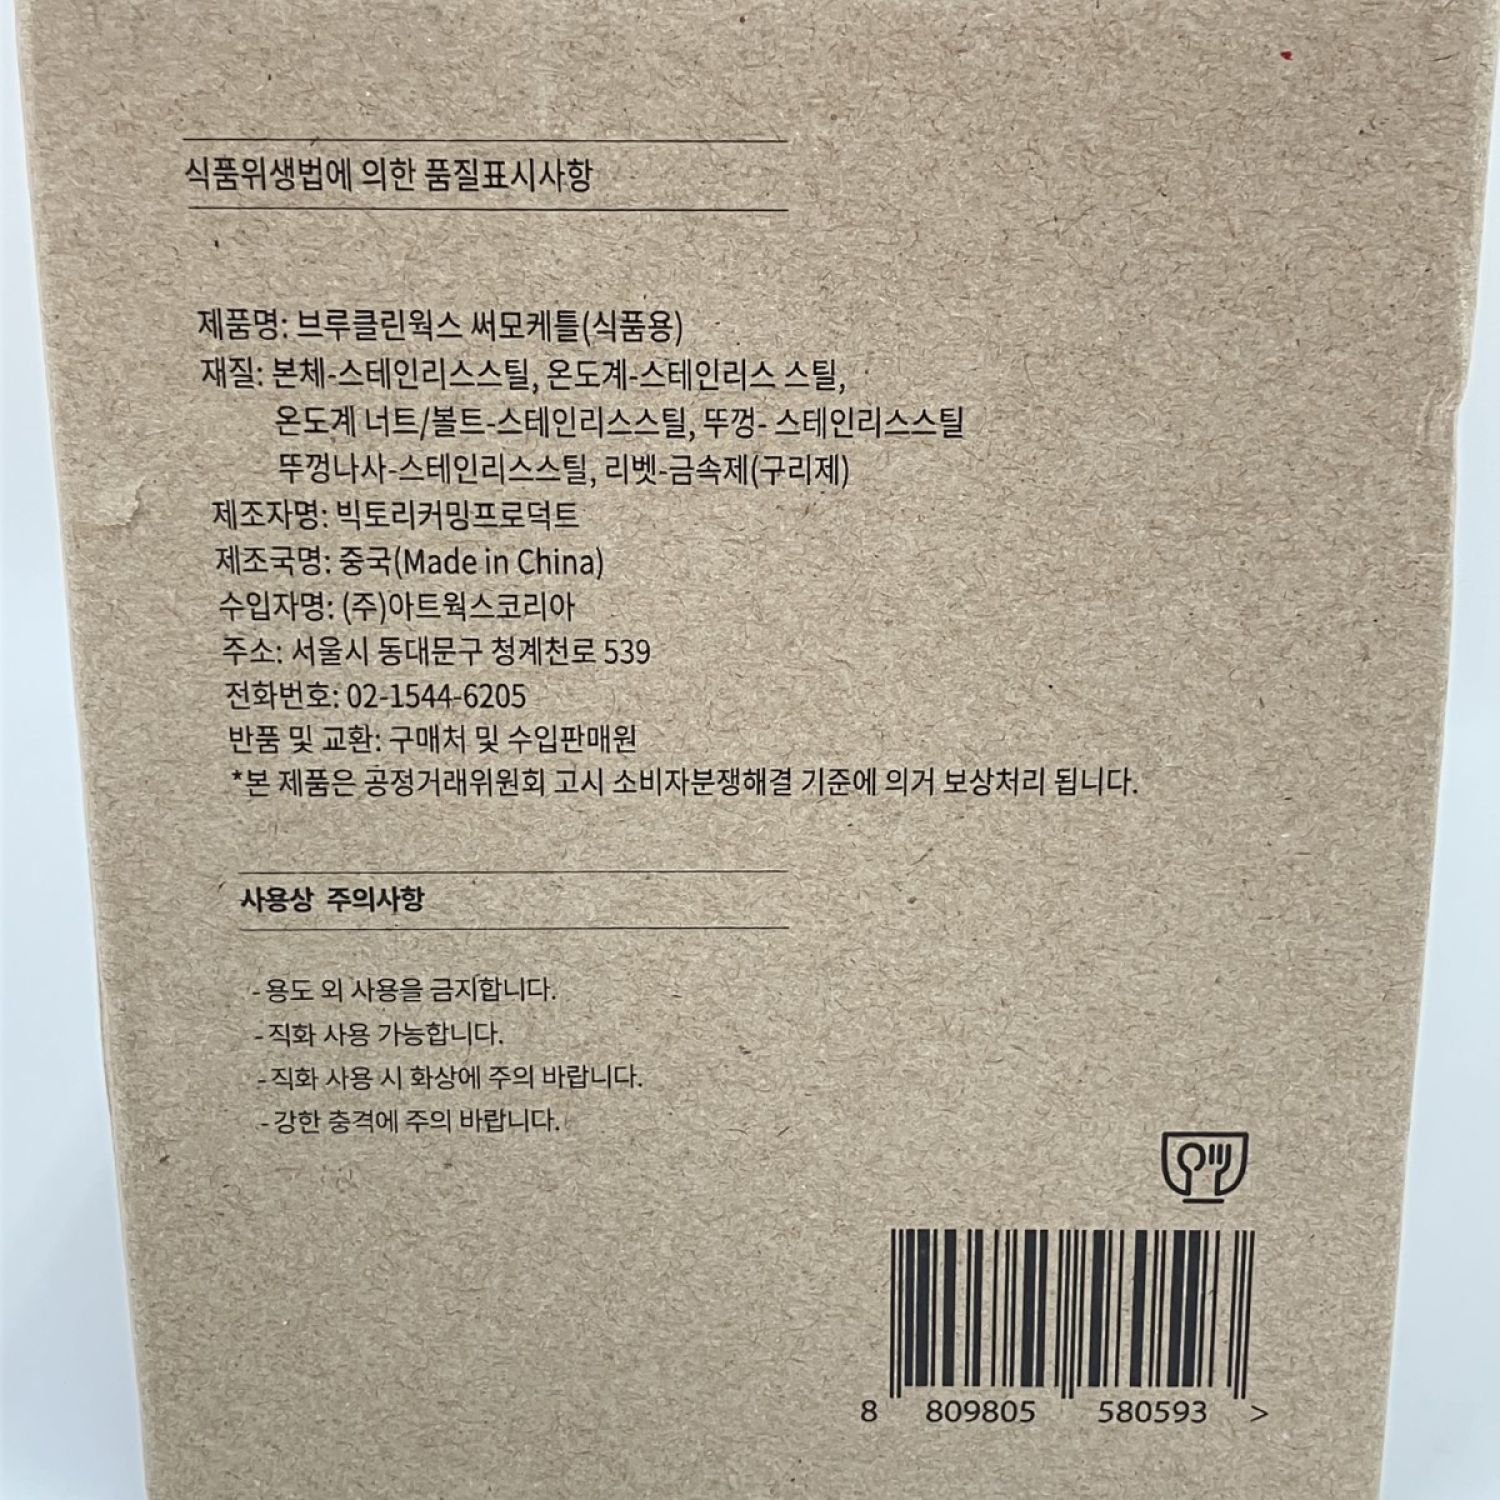 식품위생법에 의한 품질표시사항
제품명: 브루클린웍스 써모케틀(식품용)
재질: 본체-스테인리스스틸, 온도계-스테인리스 스틸,
온도계 너트/볼트-스테인리스스틸, 뚜껑- 스테인리스스틸
뚜껑나사-스테인리스스틸, 리벳-금속제(구리제)
제조자명: 빅토리커밍프로덕트
제조국명: 중국(Made in China)
수입자명: (주)아트웍스코리아
주소: 서울시 동대문구 청계천로 539
전화번호: 02-1544-6205
반품 및 교환: 구매처 및 수입판매원
*본 제품은 공정거래위원회 고시 소비자분쟁해결 기준에 의거 보상처리 됩니다.
사용상 주의사항
- 용도 외 사용을 금지합니다.
- 직화 사용 가능합니다.
- 직화 사용 시 화상에 주의 바랍니다.
- 강한 충격에 주의 바랍니다.
8 809805 580593 >